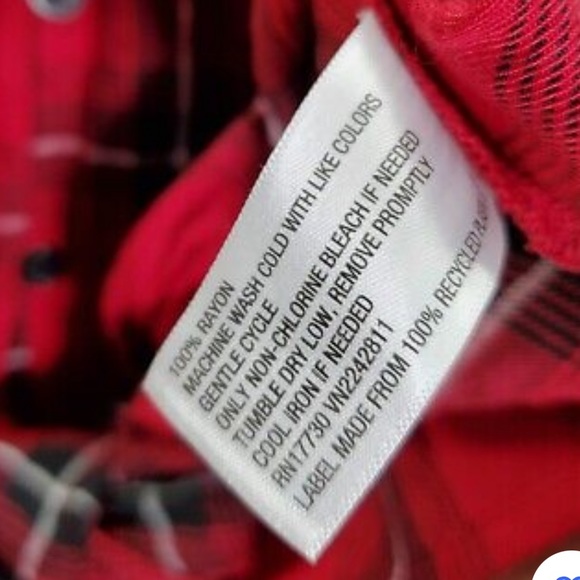 100% RAYON
MACHINE WASH COLD WITH LIKE COLORS
GENTLE CYCLE
ONLY NON-CHLORINE BLEACH IF NEEDED
TUMBLE DRY LOW, REMOVE PROMPTLY
COOL IRON IF NEEDED
RN17730 VN2242811
LABEL MADE FROM 100% RECYCLED